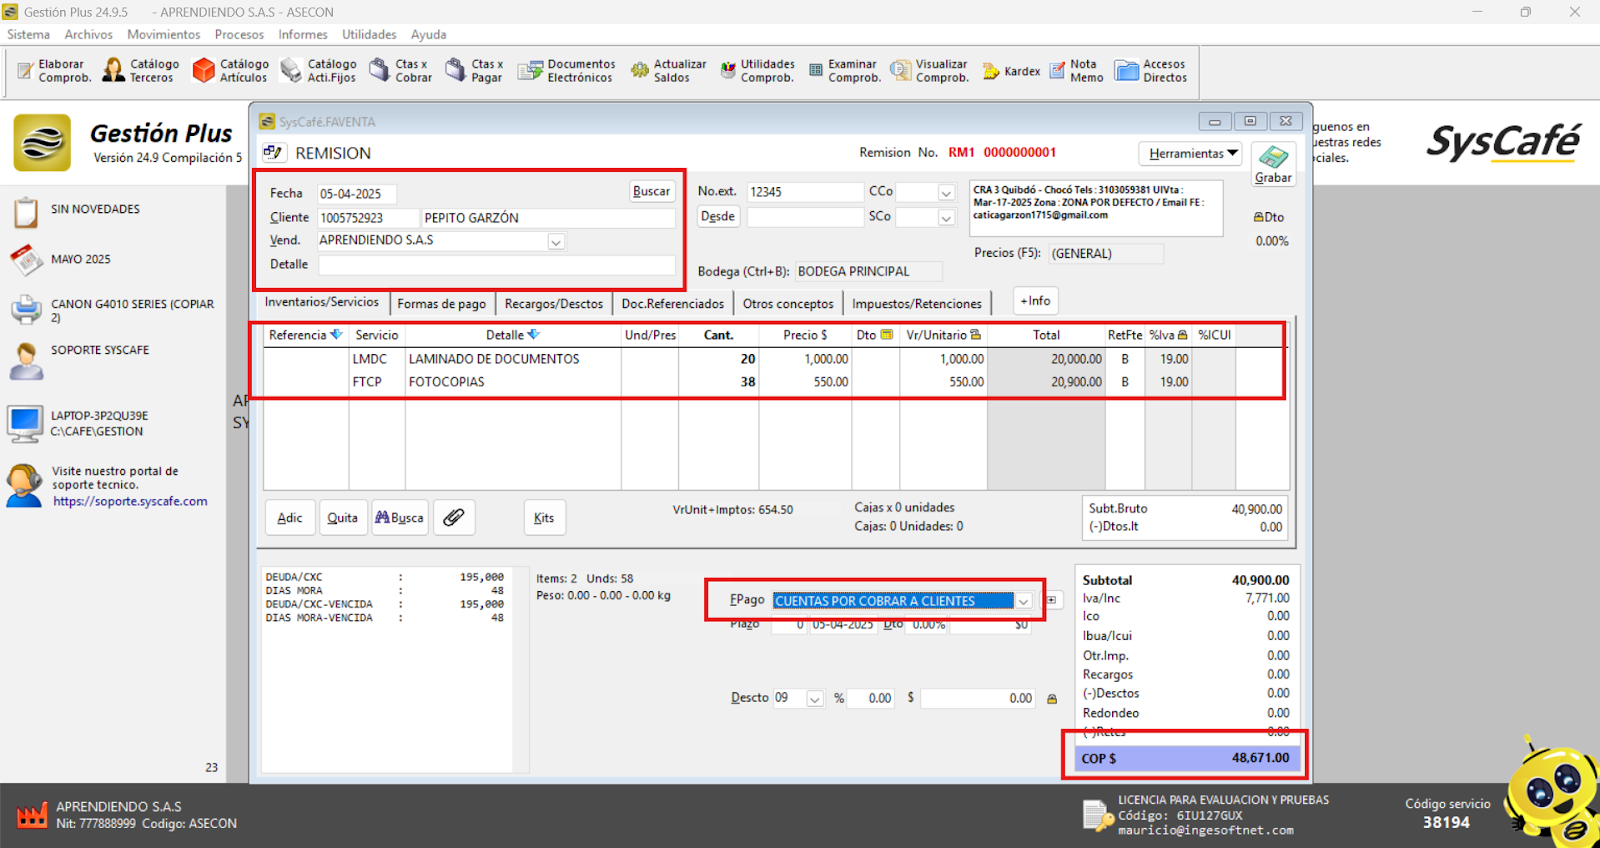 Gestión Plus 24.9.5 - APRENDIENDO S.A.S - ASECON
Sistema Archivos Movimientos Procesos Informes Utilidades Ayuda
Elaborar Comprob.
Catálogo Terceros
Catálogo Artículos
Catálogo Acti.Fijos
Ctas x Cobrar
Ctas x Pagar
Documentos Electrónicos
Actualizar Saldos
Utilidades Comprob.
Examinar Comprob.
Visualizar Comprob.
Kardex
Nota Memo
Accesos Directos
Gestión Plus
Versión 24.9 Compilación 5
guenos en
uestras redes
ciales.
SysCafé
SIN NOVEDADES
MAYO 2025
CANON G4010 SERIES (COPIAR
2)
SOPORTE SYSCAFE
LAPTOP-3P2QU39E
C:\CAFE\GESTION
Visite nuestro portal de
soporte tecnico.
https://soporte.syscafe.com
23
AP
SY
SysCafé.FAVENTA
REMISION
Remision No. RM1 0000000001
Herramientas
Grabar
Fecha 05-04-2025 Buscar
Cliente 1005752923 PEPITO GARZÓN
Vend. APRENDIENDO S.A.S
Detalle
No.ext. 12345 CCo
Desde SCo
CRA 3 Quibdó - Chocó Tels : 3103059381 UIVta :
Mar-17-2025 Zona : ZONA POR DEFECTO / Email FE :
caticagarzon1715@gmail.com
Dto
0.00%
Precios (F5): (GENERAL)
Bodega (Ctrl+B): BODEGA PRINCIPAL
Inventarios/Servicios Formas de pago Recargos/Desctos Doc.Referenciados Otros conceptos Impuestos/Retenciones +Info
Referencia Servicio Detalle Und/Pres Cant. Precio $ Dto Vr/Unitario Total RetFte %Iva %ICUI
LMDC LAMINADO DE DOCUMENTOS 20 1,000.00 1,000.00 20,000.00 B 19.00
FTCP FOTOCOPIAS 38 550.00 550.00 20,900.00 B 19.00
Adic Quita Busca Kits
VrUnit+Imptos: 654.50
Cajas x 0 unidades
Cajas: 0 Unidades: 0
Subt.Bruto 40,900.00
(-)Dtos.It 0.00
DEUDA/CXC : 195,000
DIAS MORA : 48
DEUDA/CXC-VENCIDA : 195,000
DIAS MORA-VENCIDA : 48
Items: 2 Unds: 58
Peso: 0.00 - 0.00 - 0.00 kg
FPago CUENTAS POR COBRAR A CLIENTES
Plazo 0 05-04-2025 Dto 0.00% $0
Descto 09 % 0.00 $ 0.00
Subtotal 40,900.00
Iva/Inc 7,771.00
Ico 0.00
Ibua/Icui 0.00
Otr.Imp. 0.00
Recargos 0.00
(-)Desctos 0.00
Redondeo 0.00
(-)Retes 0.00
COP $ 48,671.00
APRENDIENDO S.A.S
Nit: 777888999 Codigo: ASECON
LICENCIA PARA EVALUACION Y PRUEBAS
Código: 6IU127GUX
mauricio@ingesoftnet.com
Código servicio
38194